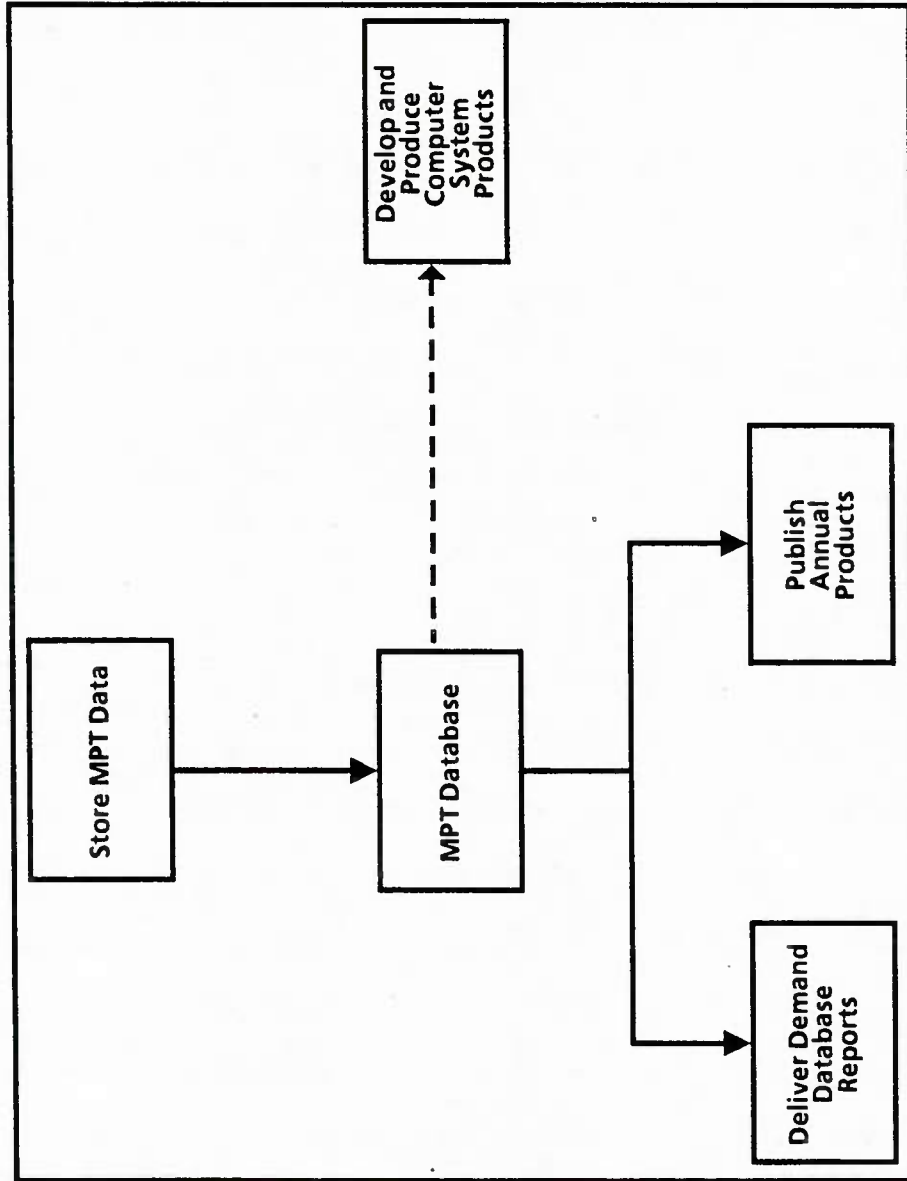 Store MPT Data
MPT Database
Develop and
Produce
Computer
System
Products
Deliver Demand
Database
Reports
Publish
Annual
Products